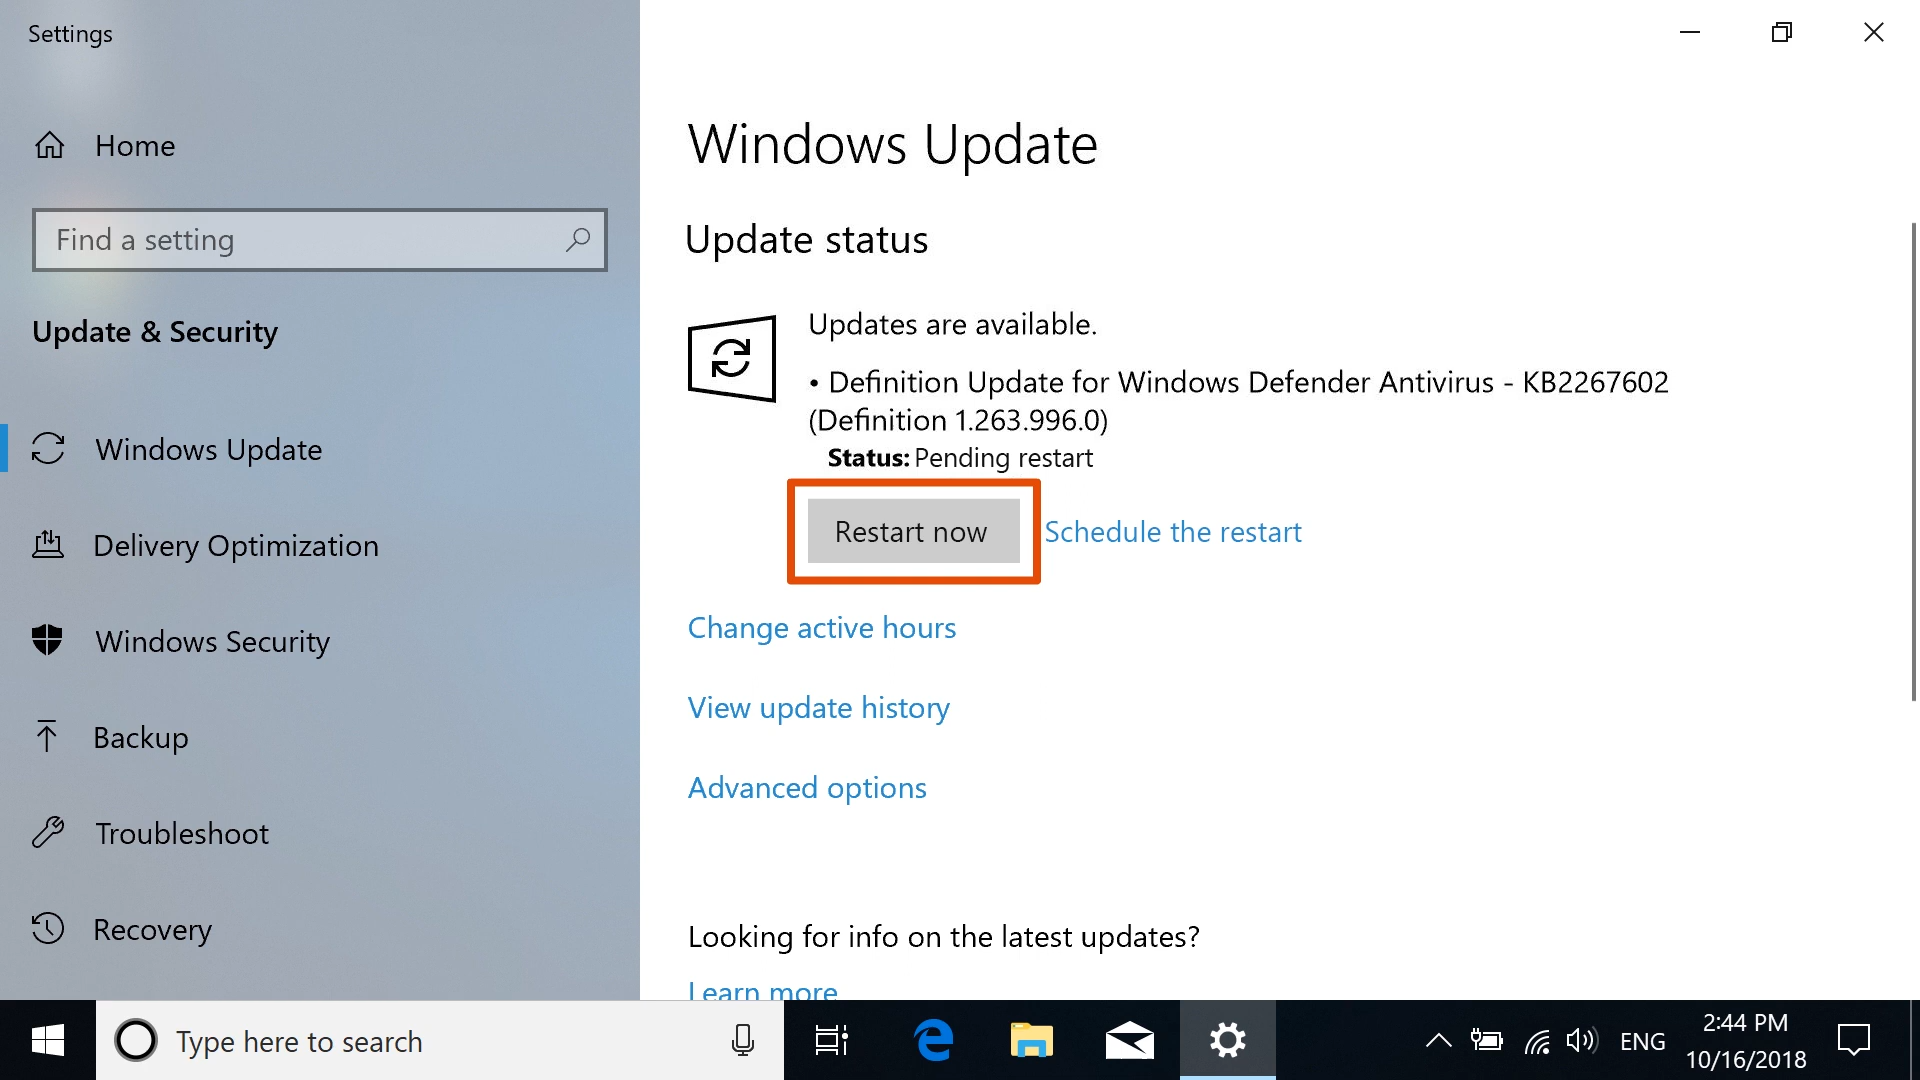 Settings
Home
Find a setting
Update & Security
Windows Update
Delivery Optimization
Windows Security
Backup
Troubleshoot
Recovery
Windows Update
Update status
Updates are available.
• Definition Update for Windows Defender Antivirus - KB2267602
(Definition 1.263.996.0)
Status: Pending restart
Restart now Schedule the restart
Change active hours
View update history
Advanced options
Looking for info on the latest updates?
Learn more
Type here to search
ENG
2:44 PM
10/16/2018